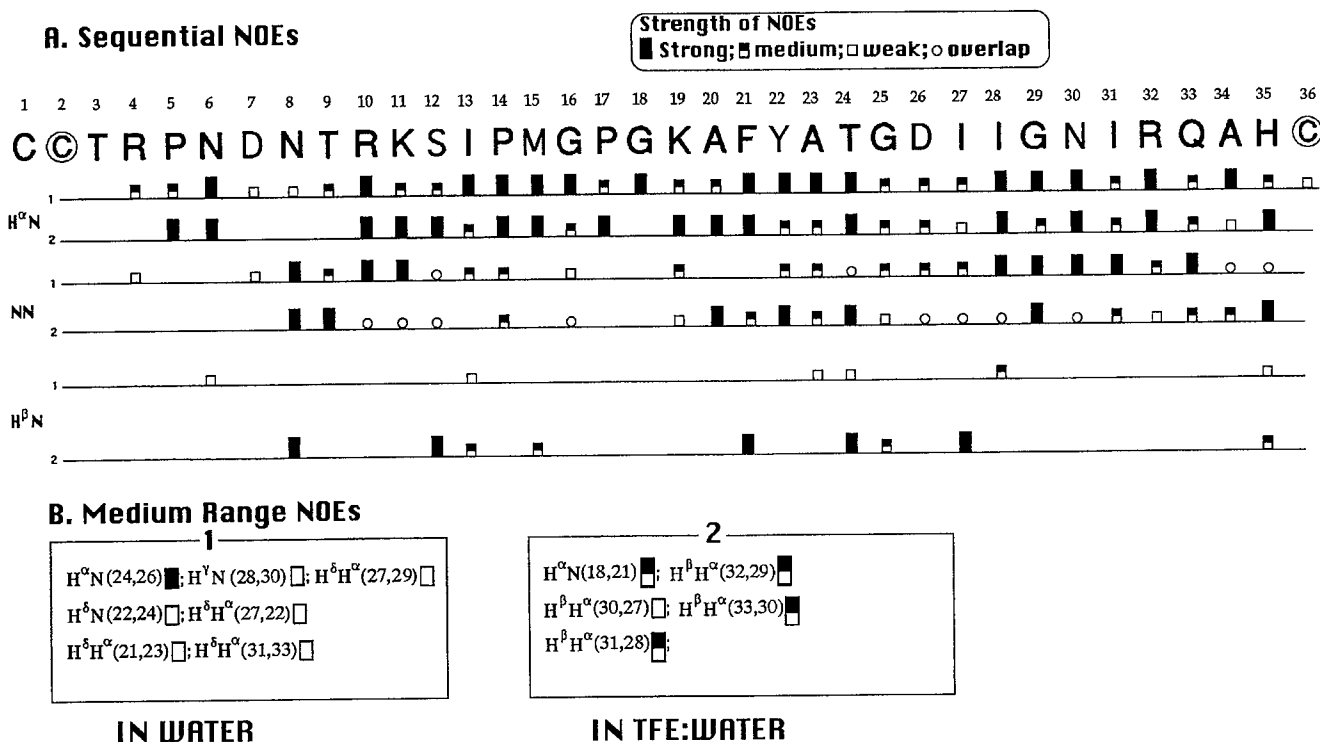 A. Sequential NOEs
Strength of NOEs
Strong; medium; weak; overlap
1 2 3 4 5 6 7 8 9 10 11 12 13 14 15 16 17 18 19 20 21 22 23 24 25 26 27 28 29 30 31 32 33 34 35 36
C © T R P N D N T R K S I P M G P G K A F Y A T G D I I G N I R Q A H ©
1
HαN
2
1
NN
2
1
HβN
2
B. Medium Range NOEs
1
HαN(24,26); HγN(28,30); HδHα(27,29)
HδN(22,24); HδHα(27,22)
HδHα(21,23); HδHα(31,33)
IN WATER
2
HαN(18,21); HβHα(32,29)
HβHα(30,27); HβHα(33,30)
HβHα(31,28);
IN TFE:WATER